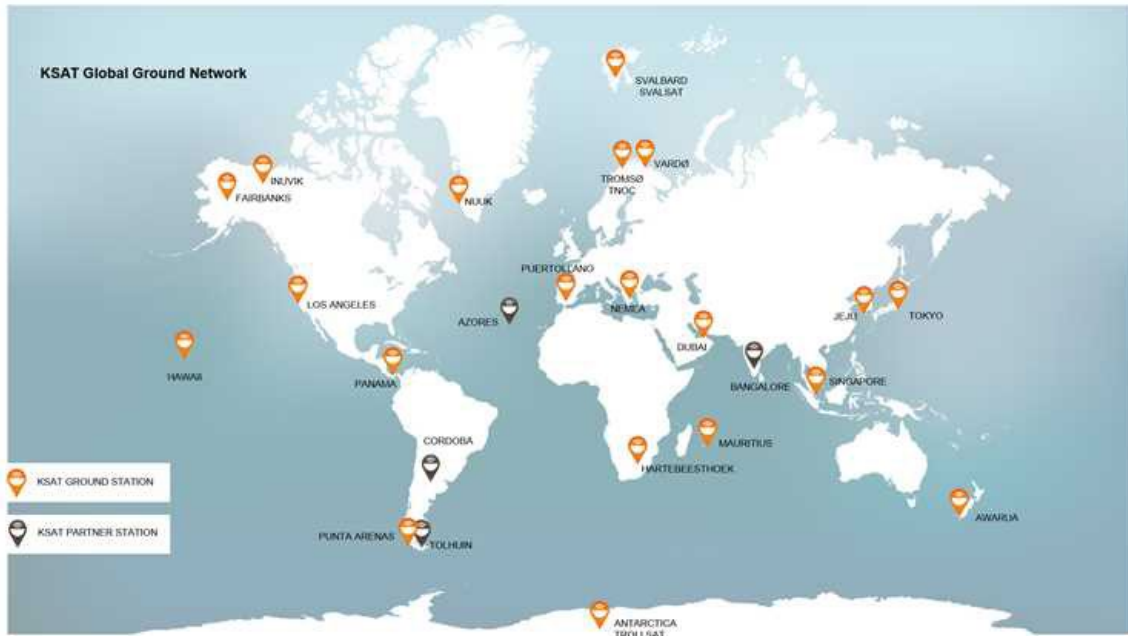 KSAT Global Ground Network
SVALBARD
SVALSAT
INUVIK
FAIRBANKS
NUUK
TROMSØ
TNOC
VARDØ
PUERTOLLANO
LOS ANGELES
AZORES
NEMEA
JEJU
TOKYO
DUBAI
HAWAII
PANAMA
BANGALORE
SINGAPORE
CORDOBA
MAURITIUS
HARTEBEESTHOEK
KSAT GROUND STATION
AWARUA
KSAT PARTNER STATION
PUNTA ARENAS
TOLHUIN
ANTARCTICA
TROLLSAT